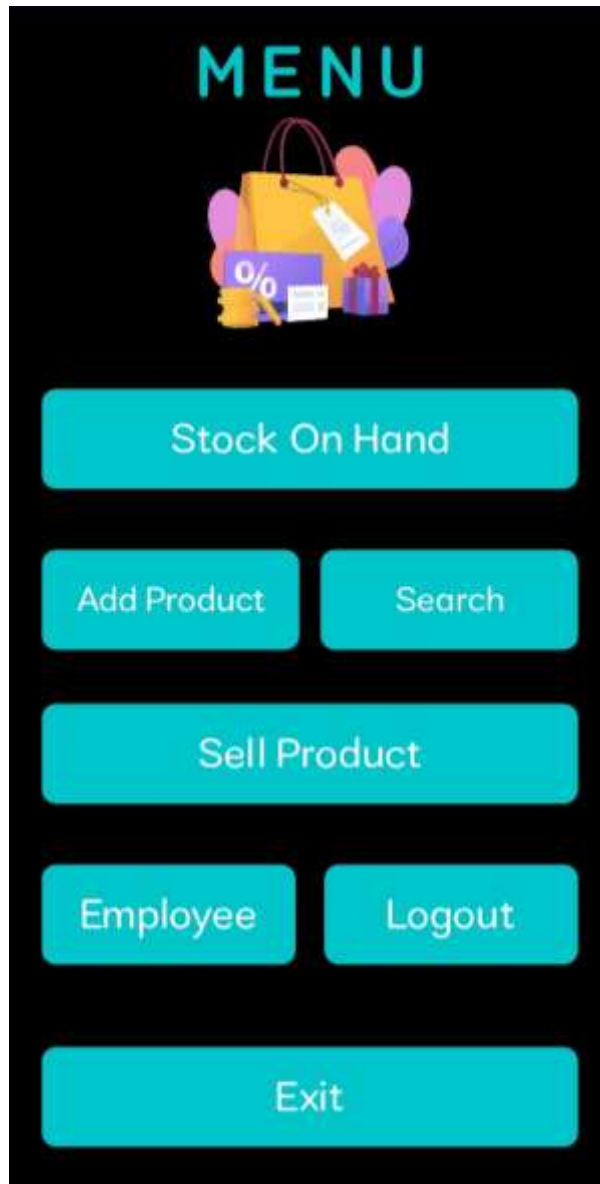 MENU
%
Stock On Hand
Add Product
Search
Sell Product
Employee
Logout
Exit